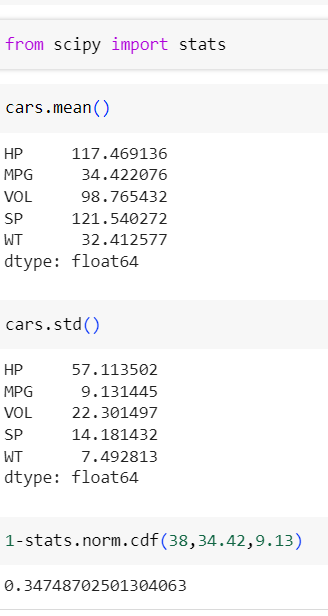 from scipy import stats
cars.mean()
HP 117.469136
MPG 34.422076
VOL 98.765432
SP 121.540272
WT 32.412577
dtype: float64
cars.std()
HP 57.113502
MPG 9.131445
VOL 22.301497
SP 14.181432
WT 7.492813
dtype: float64
1-stats.norm.cdf(38,34.42,9.13)
0.34748702501304063